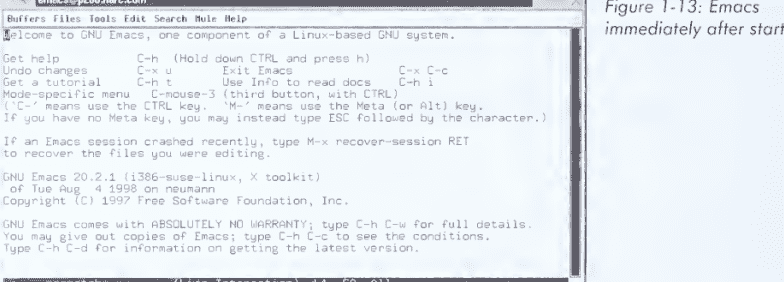 Buffers Files Tools Edit Search Mule Help
Welcome to GNU Emacs, one component of a Linux-based GNU system.
Get help C-h (Hold down CTRL and press h)
Undo changes C-x u Exit Emacs C-x C-c
Get a tutorial C-h t Use Info to read docs C-h i
Mode-specific menu C-mouse-3 (third button, with CTRL)
(`C-' means use the CTRL key. `M-' means use the Meta (or Alt) key.
If you have no Meta key, you may instead type ESC followed by the character.)
If an Emacs session crashed recently, type M-x recover-session RET
to recover the files you were editing.
GNU Emacs 20.2.1 (i386-suse-linux, X toolkit)
of Tue Aug 4 1998 on neumann
Copyright (C) 1997 Free Software Foundation, Inc.
GNU Emacs comes with ABSOLUTELY NO WARRANTY; type C-h C-w for full details.
You may give out copies of Emacs; type C-h C-c to see the conditions.
Type C-h C-d for information on getting the latest version.
Figure 1-13: Emacs
immediately after start